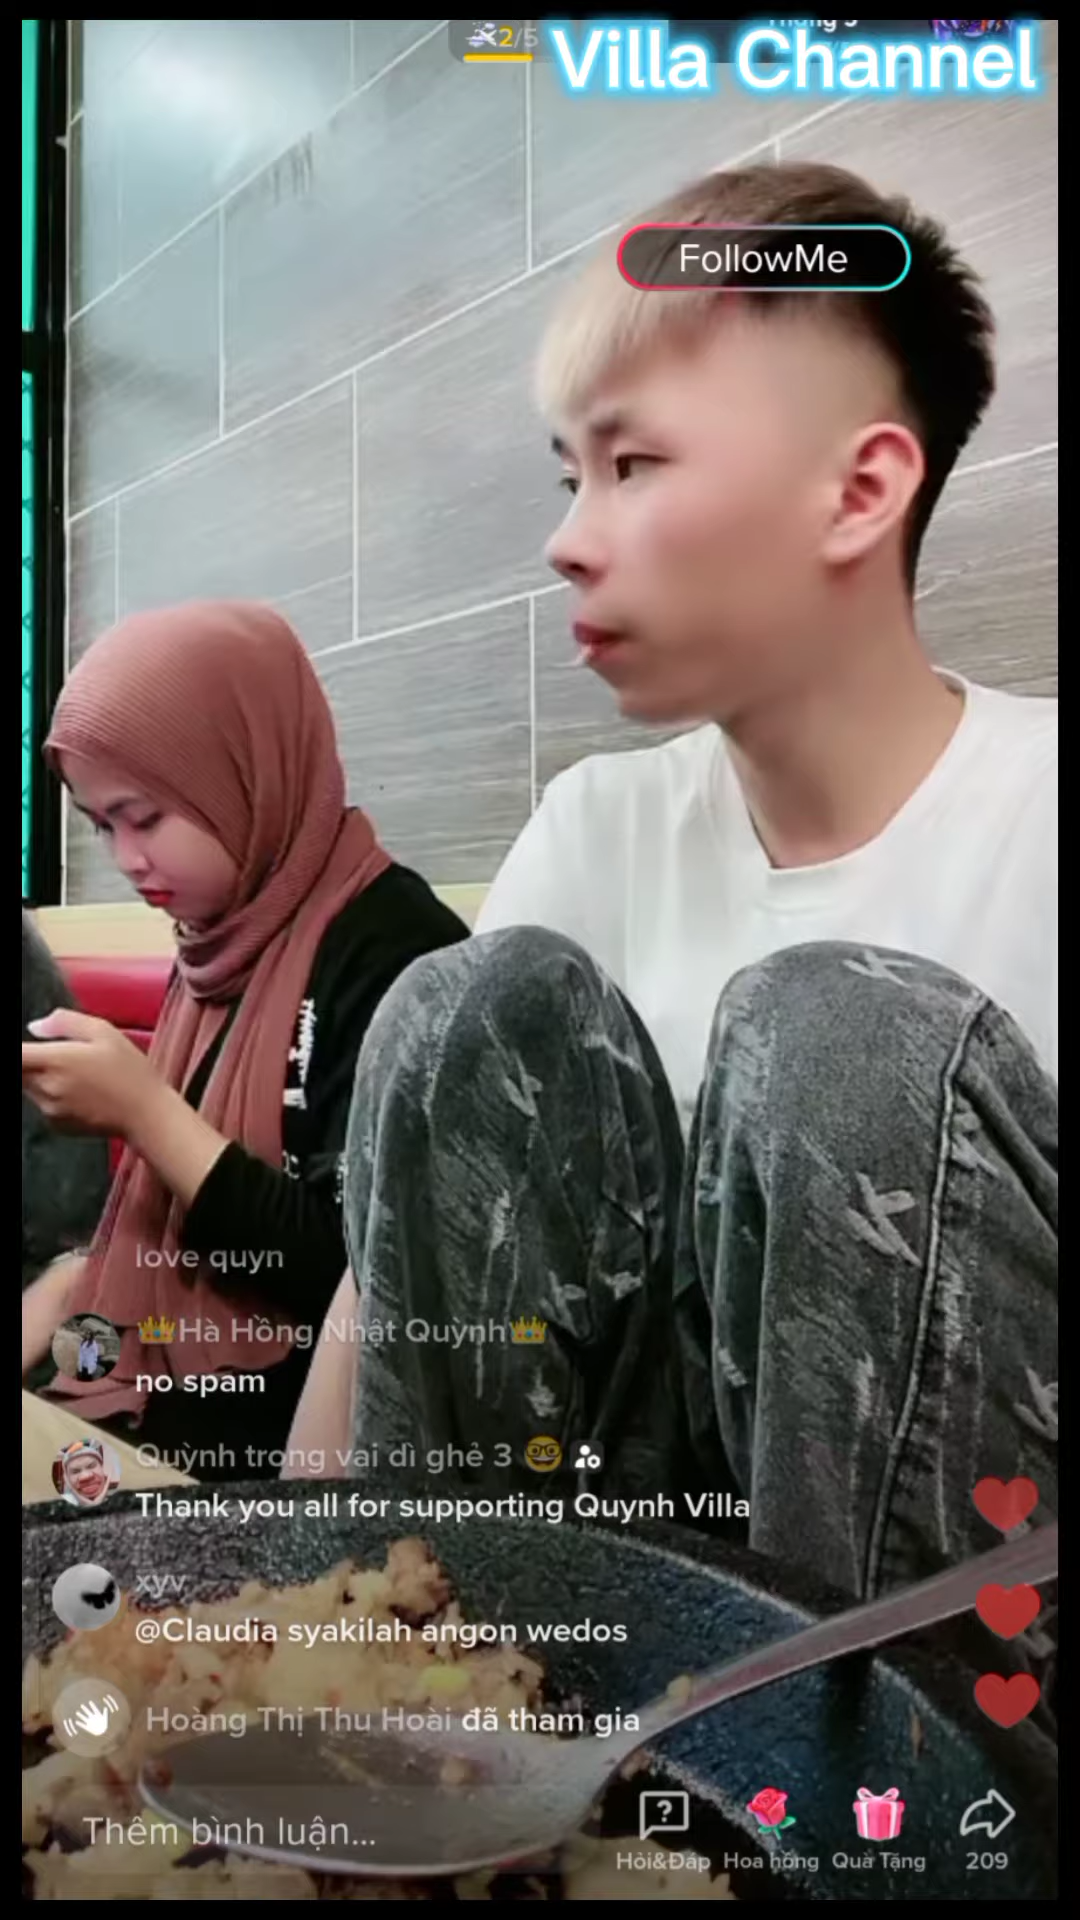 2/5
Villa Channel
FollowMe
love quyn
👑Hà Hồng Nhật Quỳnh👑
no spam
Quỳnh trong vai dì ghẻ 3 🤓
Thank you all for supporting Quynh Villa
xyv
@Claudia syakilah angon wedos
Hoàng Thị Thu Hoài đã tham gia
Thêm bình luận...
Hỏi&Đáp Hoa hồng Quà Tặng 209